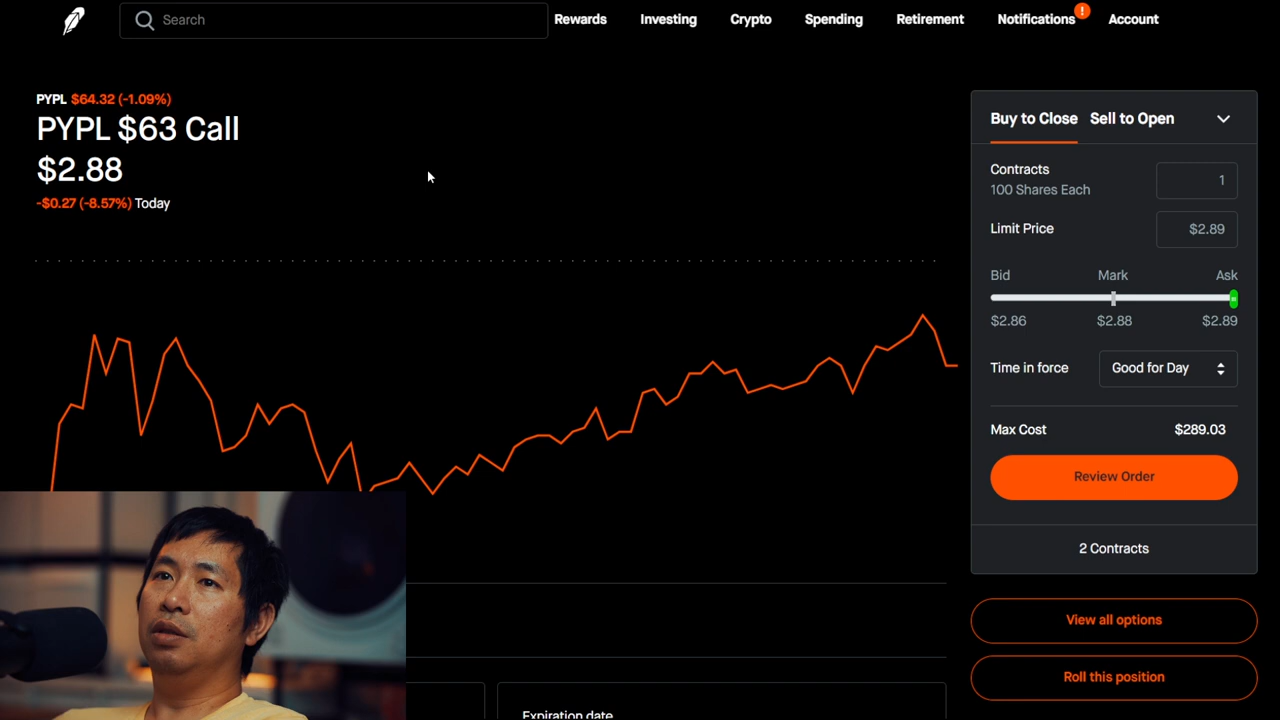 Search
Rewards
Investing
Crypto
Spending
Retirement
Notifications
!
Account
PYPL $64.32 (-1.09%)
PYPL $63 Call
$2.88
-$0.27 (-8.57%) Today
Buy to Close
Sell to Open
Contracts
100 Shares Each
1
Limit Price
$2.89
Bid
Mark
Ask
$2.86
$2.88
$2.89
Time in force
Good for Day
Max Cost
$289.03
Review Order
2 Contracts
View all options
Roll this position
Expiration date